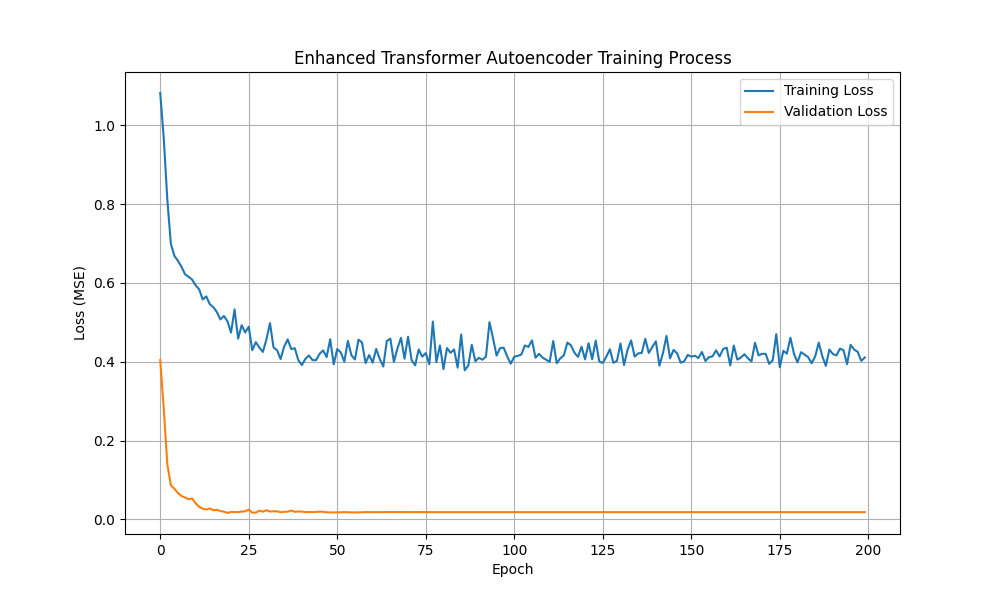 Enhanced Transformer Autoencoder Training Process
Training Loss
Validation Loss
Loss (MSE)
1.0
0.8
0.6
0.4
0.2
0.0
0 25 50 75 100 125 150 175 200
Epoch